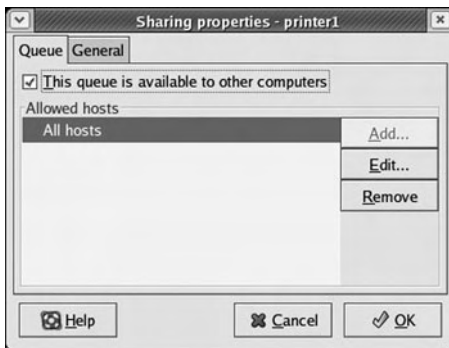 Sharing properties - printer1
Queue General
This queue is available to other computers
Allowed hosts
All hosts
Add...
Edit...
Remove
Help Cancel OK